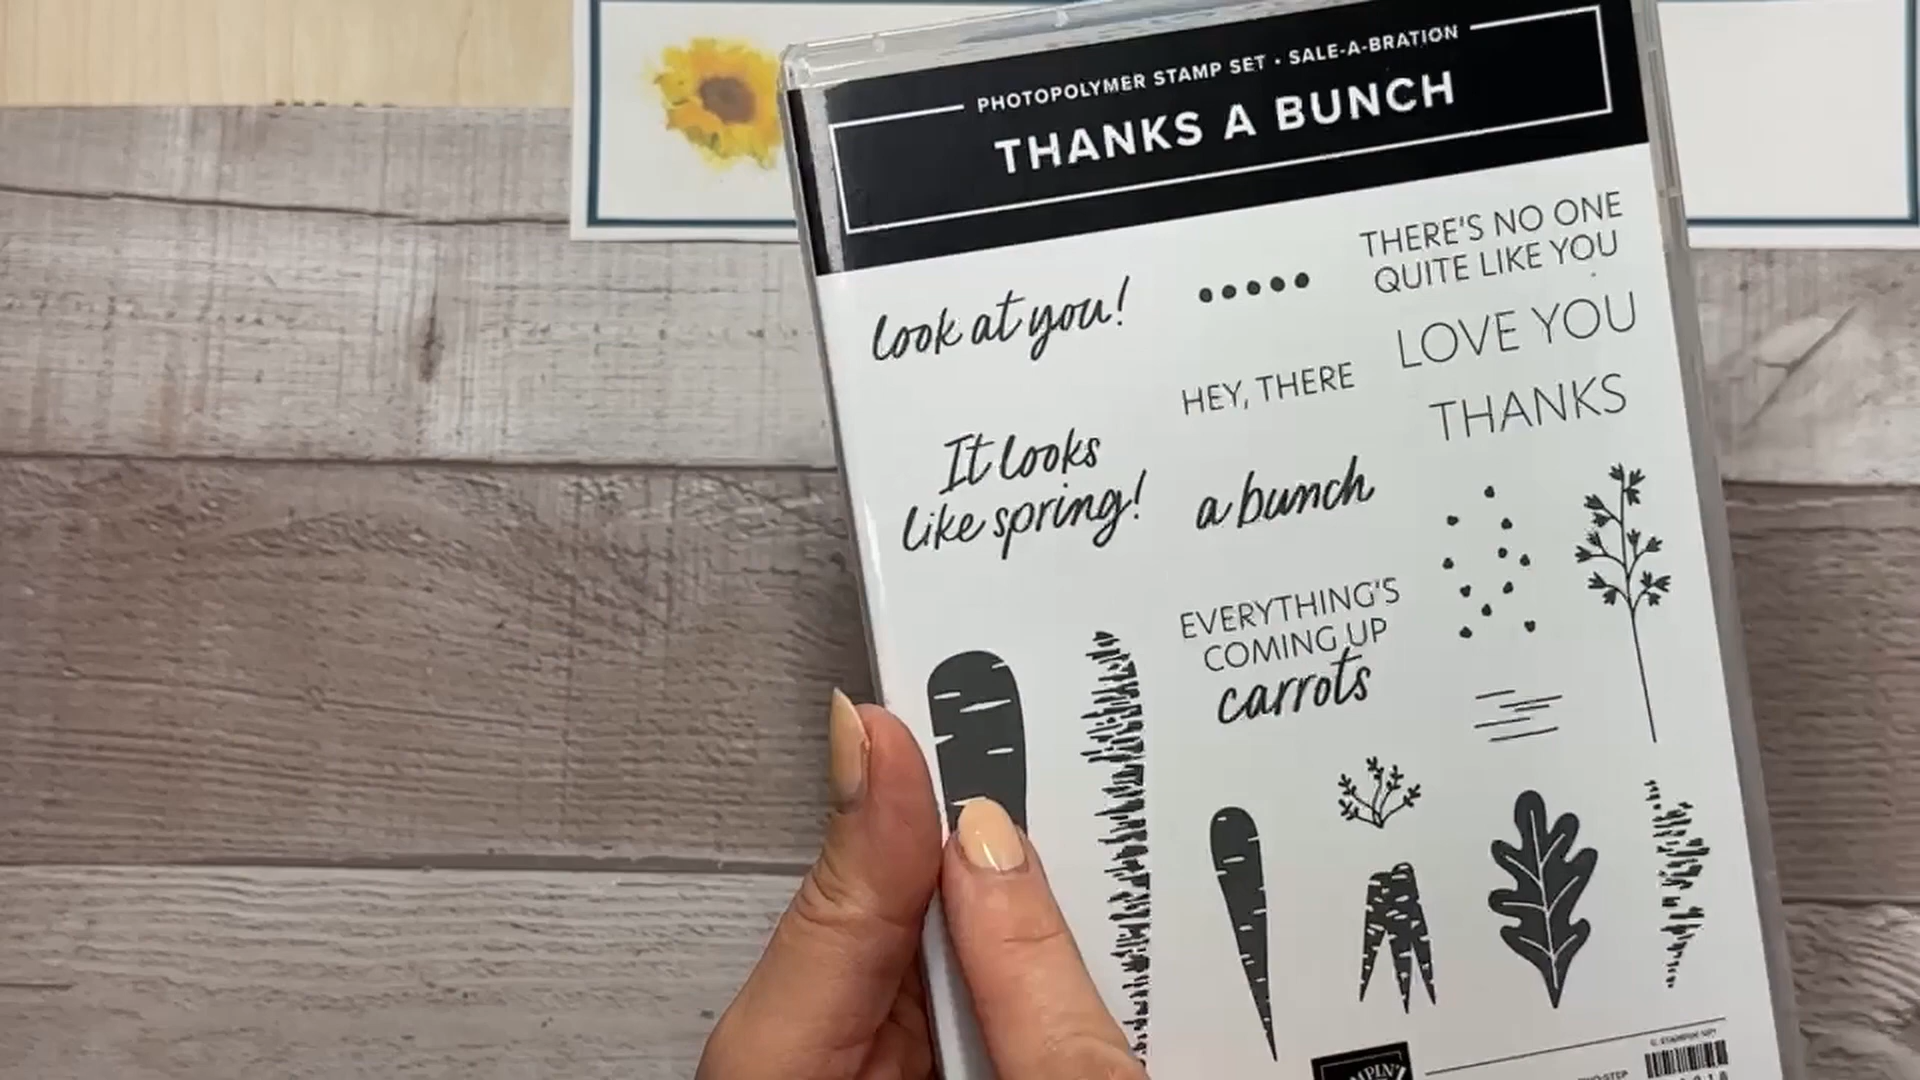 PHOTOPOLYMER STAMP SET • SALE-A-BRATION
THANKS A BUNCH
look at you!
THERE'S NO ONE
QUITE LIKE YOU
HEY, THERE
LOVE YOU
THANKS
It looks
like spring!
a bunch
EVERYTHING'S
COMING UP
carrots